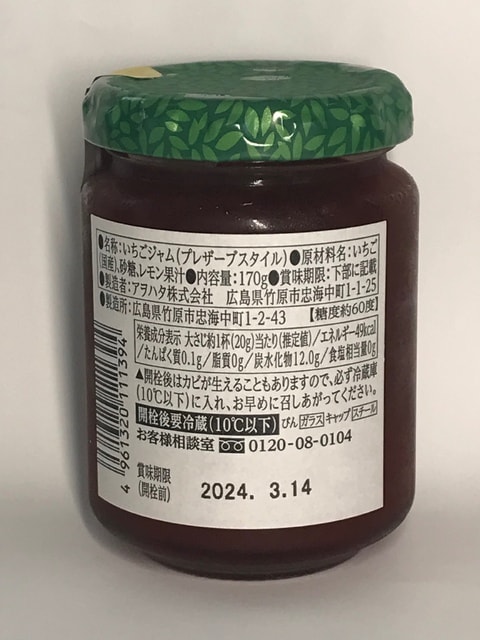 ●名称:いちごジャム(プレザーブスタイル)●原材料名:いちご
(国産)、砂糖、レモン果汁●内容量:170g●賞味期限:下部に記載
●製造者:アヲハタ株式会社 広島県竹原市忠海中町1-1-25
●製造所:広島県竹原市忠海中町1-2-43 【糖度約60度】
栄養成分表示 大さじ約1杯(20g)当たり(推定値)/エネルギー49kcal
/たんぱく質0.1g/脂質0g/炭水化物12.0g/食塩相当量0g
▲開栓後はカビが生えることもありますので、必ず冷蔵庫
(10℃以下)に入れ、お早めに召しあがってください。
開栓後要冷蔵(10℃以下) びん ガラス キャップ スチール
お客様相談室 0120-08-0104
賞味期限
(開栓前)
2024. 3.14
4 961320 111394